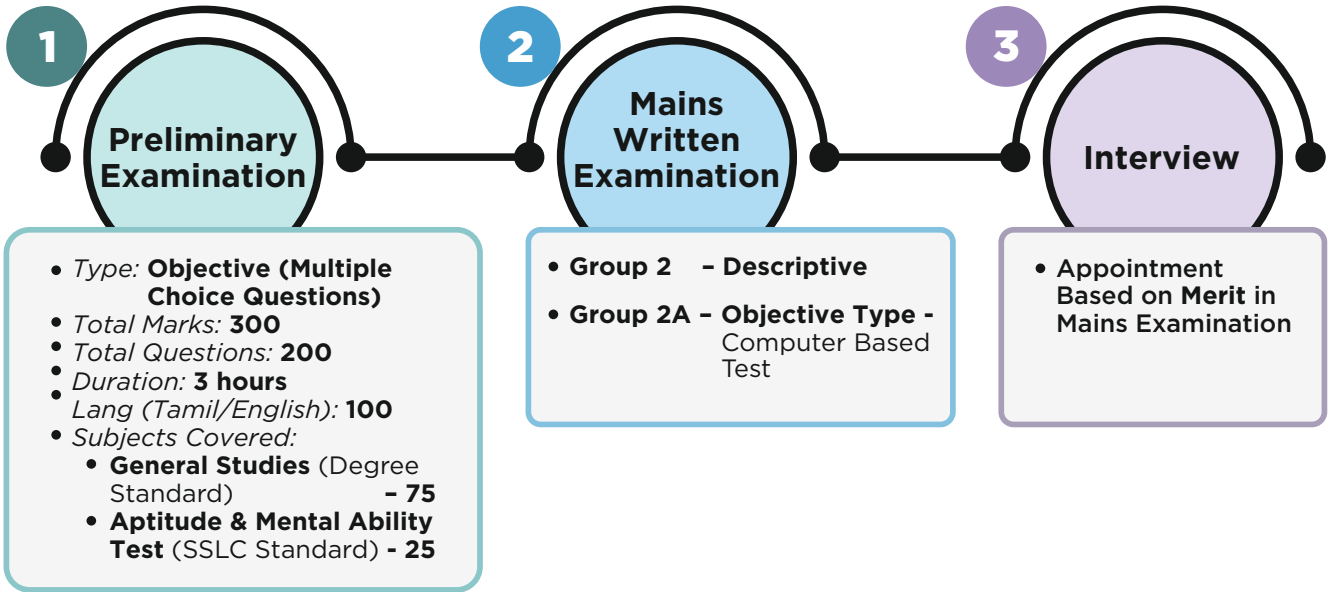 1
Preliminary
Examination
• Type: Objective (Multiple
Choice Questions)
• Total Marks: 300
• Total Questions: 200
• Duration: 3 hours
• Lang (Tamil/English): 100
• Subjects Covered:
• General Studies (Degree
Standard) – 75
• Aptitude & Mental Ability
Test (SSLC Standard) - 25
2
Mains
Written
Examination
• Group 2 – Descriptive
• Group 2A – Objective Type -
Computer Based
Test
3
Interview
• Appointment
Based on Merit in
Mains Examination